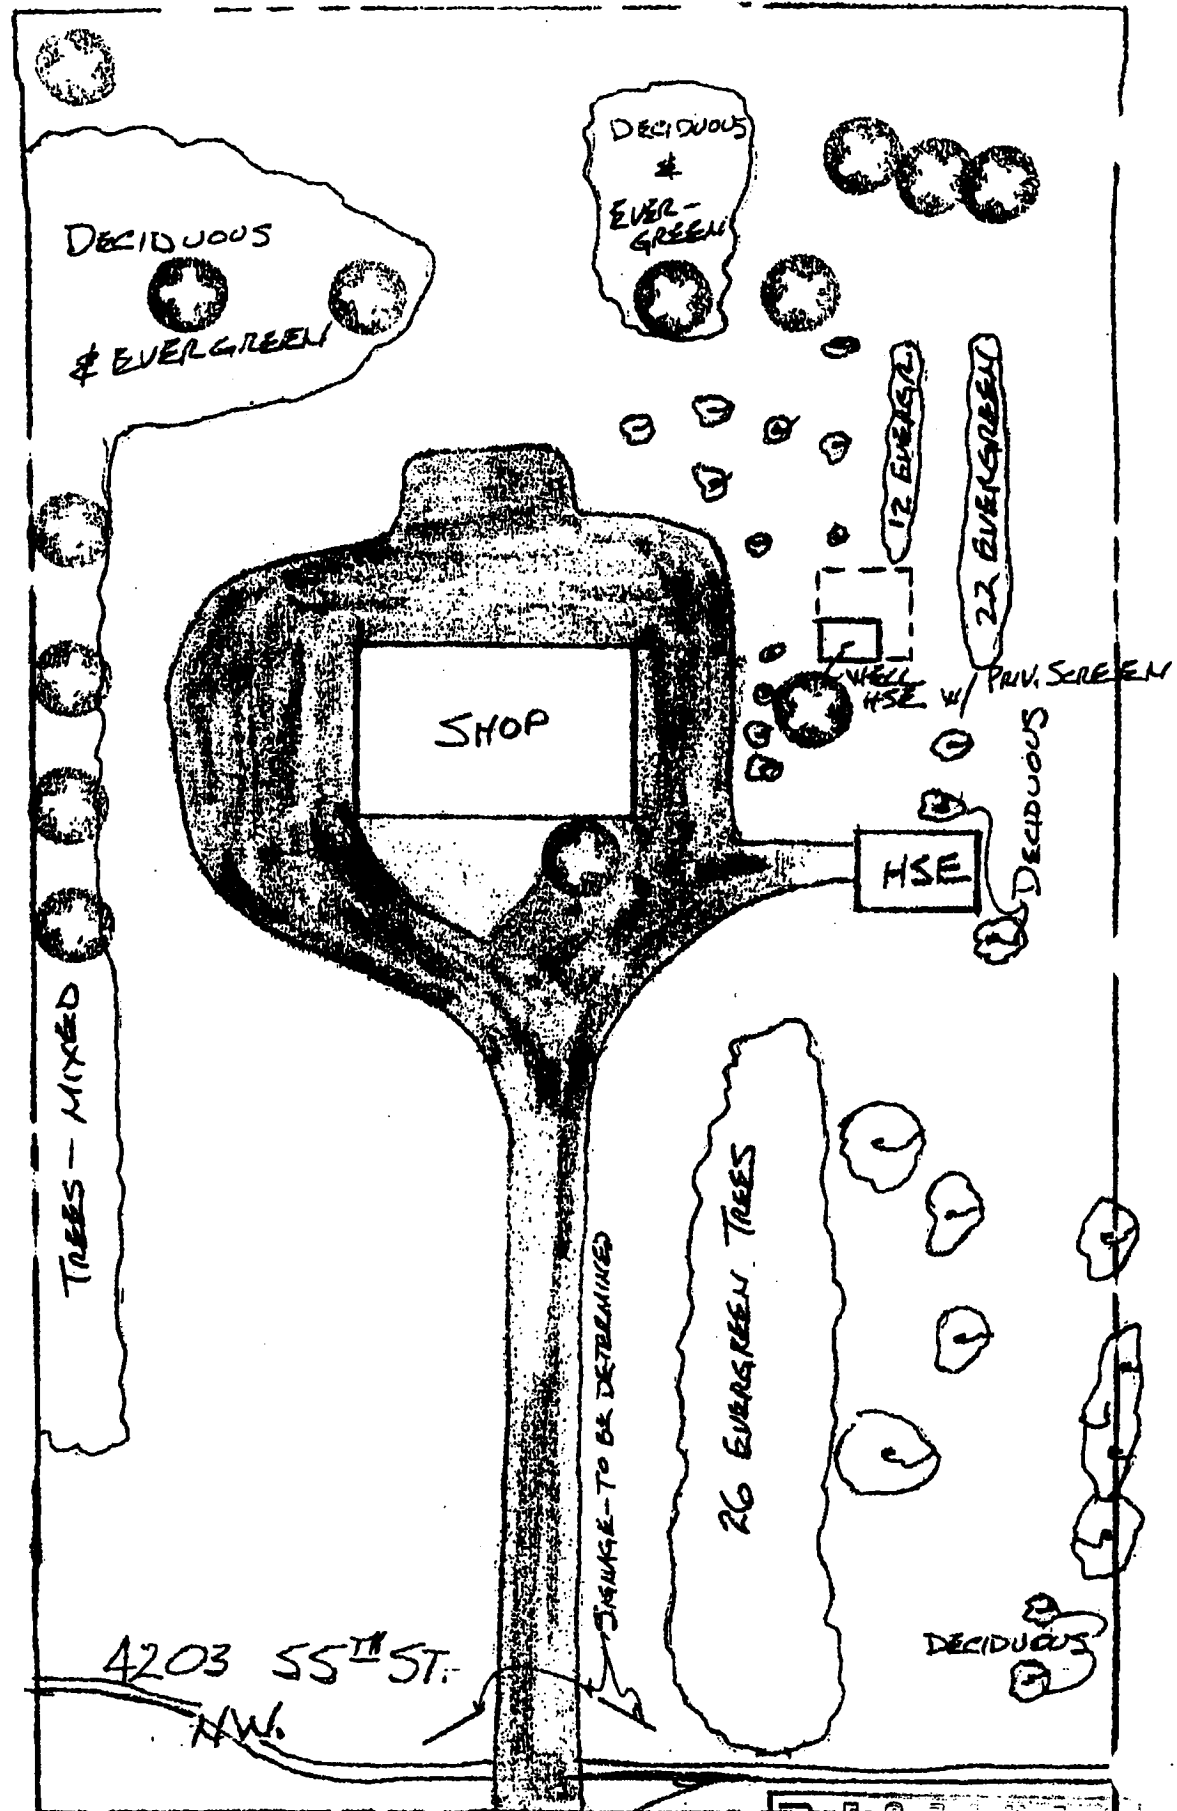 DECIDUOUS
&
EVER-
GREEN
DECIDUOUS
& EVERGREEN
12 EVERGR.
22 EVERGREEN
WELL
HSE
W/ PRIV. SCREEN
SHOP
HSE
DECIDUOUS
TREES - MIXED
26 EVERGREEN TREES
SIGNAGE - TO BE DETERMINED
DECIDUOUS
4203 55TH ST.
NW.